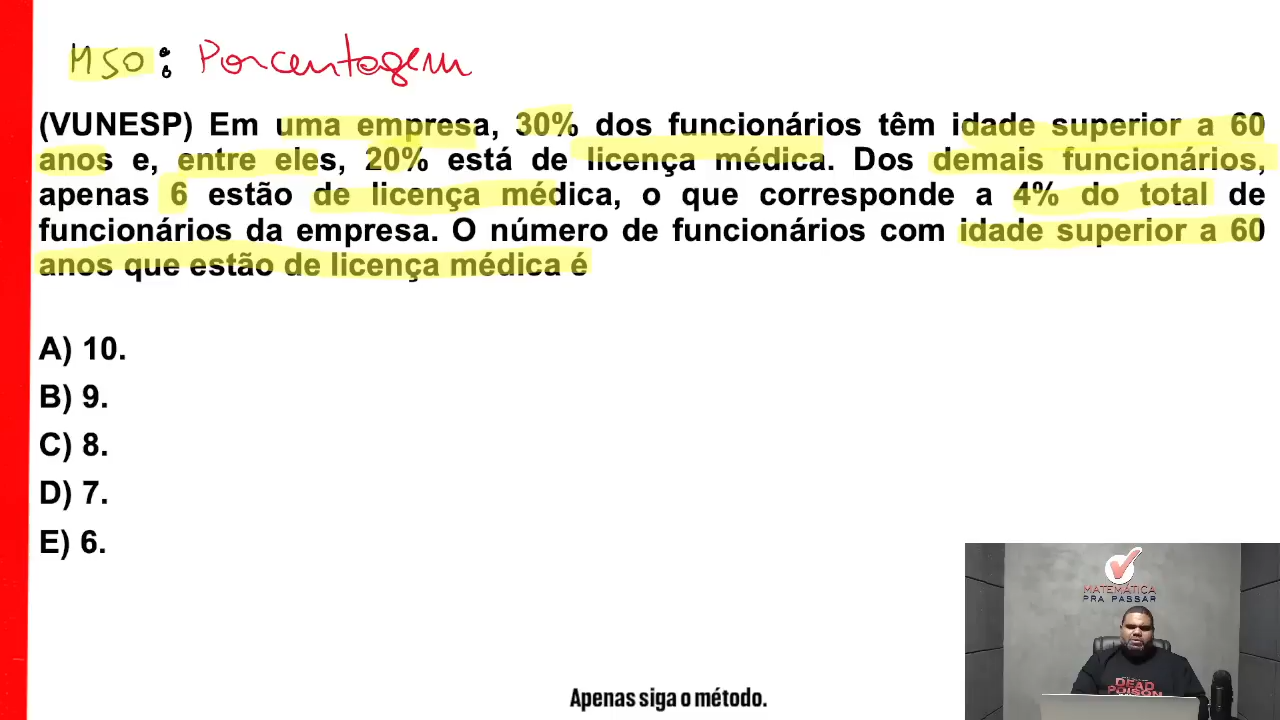 MSO: Porcentagem
(VUNESP) Em uma empresa, 30% dos funcionários têm idade superior a 60
anos e, entre eles, 20% está de licença médica. Dos demais funcionários,
apenas 6 estão de licença médica, o que corresponde a 4% do total de
funcionários da empresa. O número de funcionários com idade superior a 60
anos que estão de licença médica é
A) 10.
B) 9.
C) 8.
D) 7.
E) 6.
MATEMÁTICA
PRA PASSAR
DEAD
POISON
Apenas siga o método.